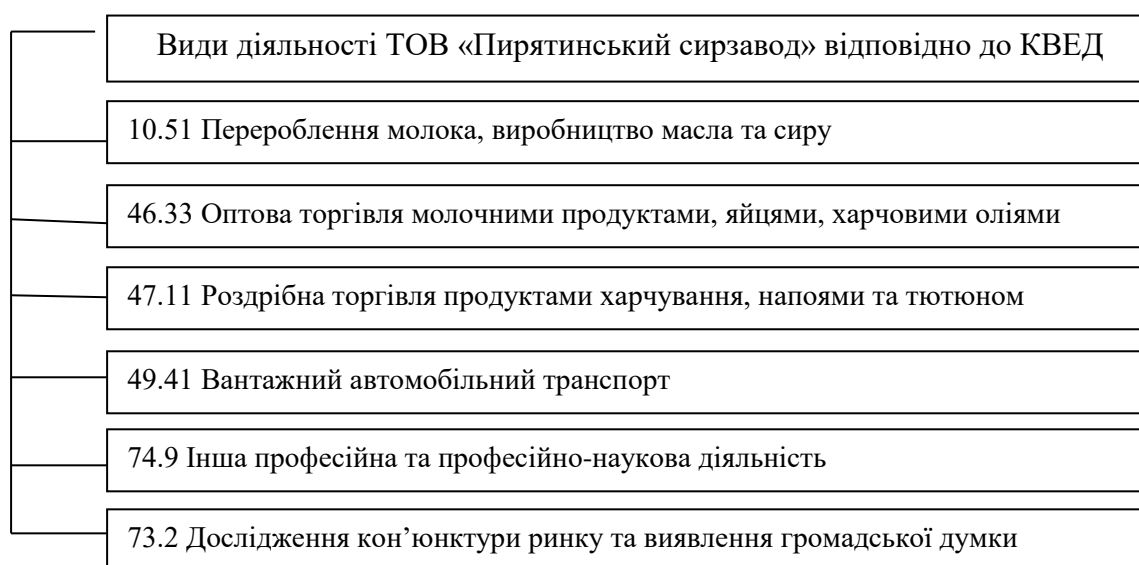 Види діяльності ТОВ «Пирятинський сирзавод» відповідно до КВЕД
10.51 Перероблення молока, виробництво масла та сиру
46.33 Оптова торгівля молочними продуктами, яйцями, харчовими оліями
47.11 Роздрібна торгівля продуктами харчування, напоями та тютюном
49.41 Вантажний автомобільний транспорт
74.9 Інша професійна та професійно-наукова діяльність
73.2 Дослідження кон’юнктури ринку та виявлення громадської думки